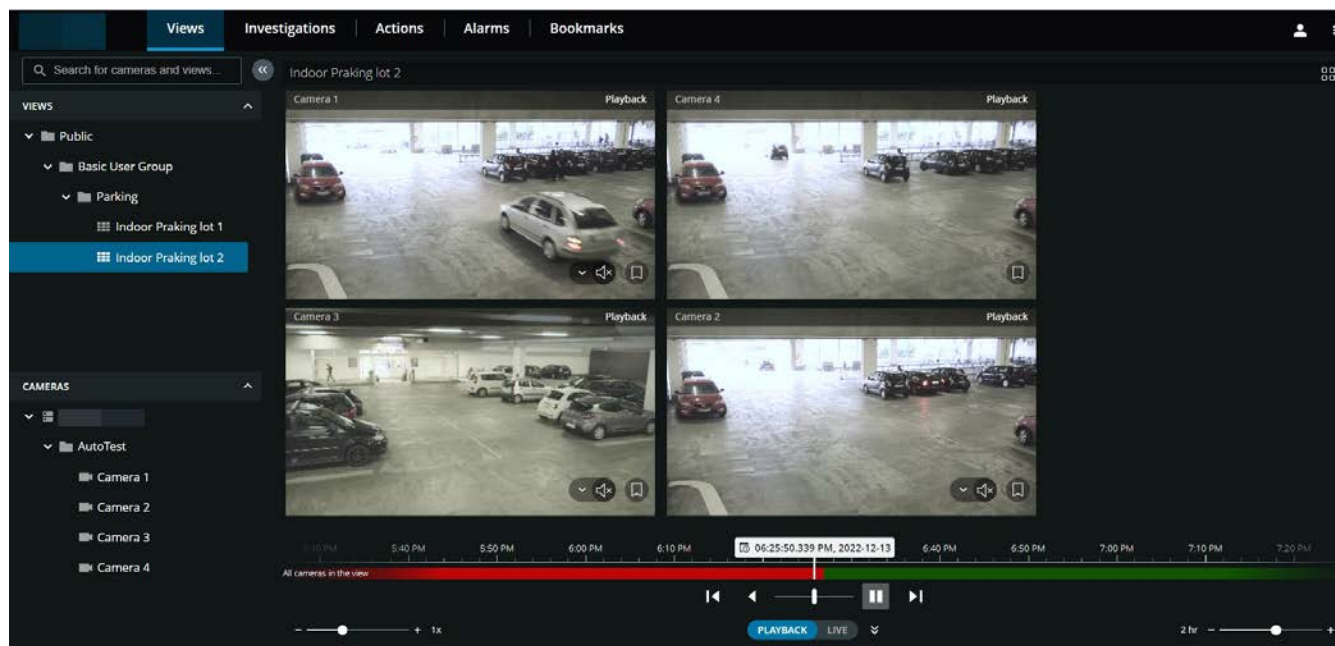 Views Investigations Actions Alarms Bookmarks
Search for cameras and views...
Indoor Praking lot 2
VIEWS
Public
Basic User Group
Parking
Indoor Praking lot 1
Indoor Praking lot 2
CAMERAS
AutoTest
Camera 1
Camera 2
Camera 3
Camera 4
Camera 1 Playback
Camera 4 Playback
Camera 3 Playback
Camera 2 Playback
5:40 PM 5:50 PM 6:00 PM 6:10 PM 06:25:50.339 PM, 2022-12-13 6:40 PM 6:50 PM 7:00 PM 7:10 PM 7:20 PM
All cameras in the view
- + 1x
PLAYBACK LIVE
2 hr - +